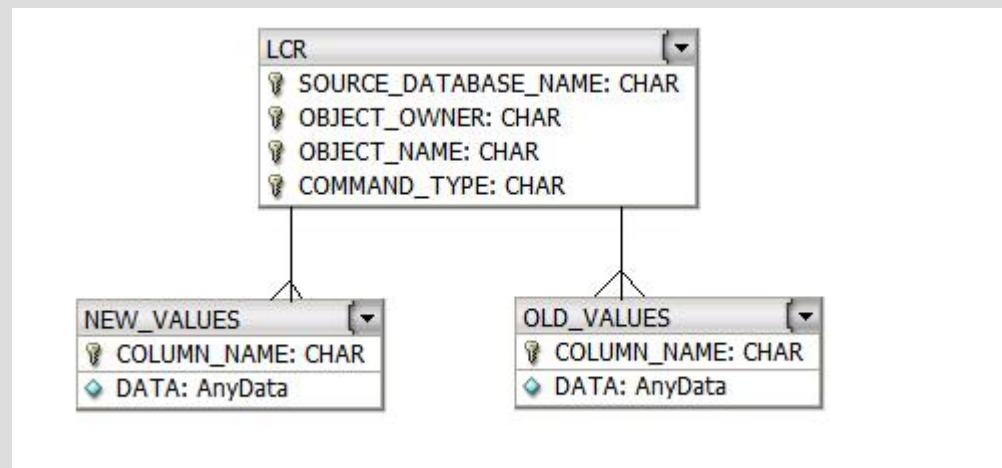 LCR
SOURCE_DATABASE_NAME: CHAR
OBJECT_OWNER: CHAR
OBJECT_NAME: CHAR
COMMAND_TYPE: CHAR
NEW_VALUES
COLUMN_NAME: CHAR
DATA: AnyData
OLD_VALUES
COLUMN_NAME: CHAR
DATA: AnyData